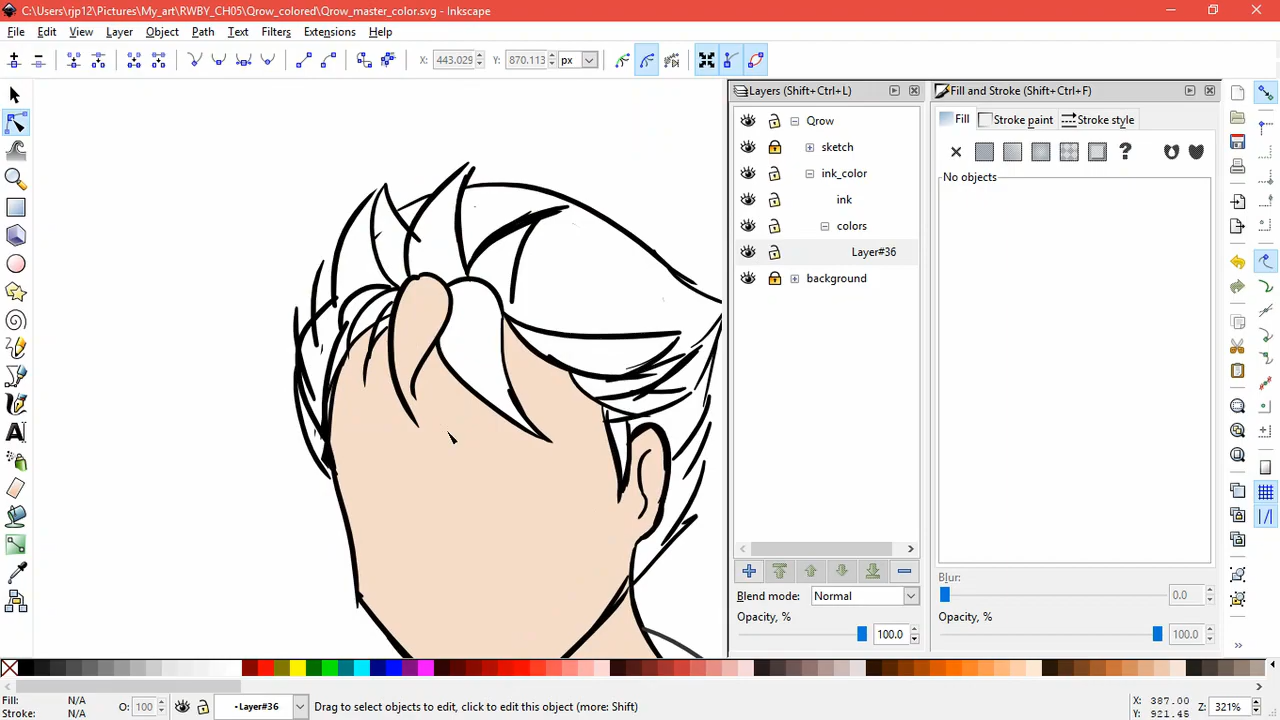 C:\Users\rjp12\Pictures\My_art\RWBY_CH05\Qrow_colored\Qrow_master_color.svg - Inkscape
File Edit View Layer Object Path Text Filters Extensions Help
X: 443.029 Y: 870.113 px
Layers (Shift+Ctrl+L)
Fill and Stroke (Shift+Ctrl+F)
Qrow
Fill Stroke paint Stroke style
sketch
ink_color
?
No objects
ink
colors
Layer#36
background
Blur:
0.0
Blend mode: Normal
Opacity, %
100.0
Opacity, %
100.0
Fill: N/A
Stroke: N/A
O: 100
-Layer#36
Drag to select objects to edit, click to edit this object (more: Shift)
X: 387.00
Y: 921.45
Z: 321%